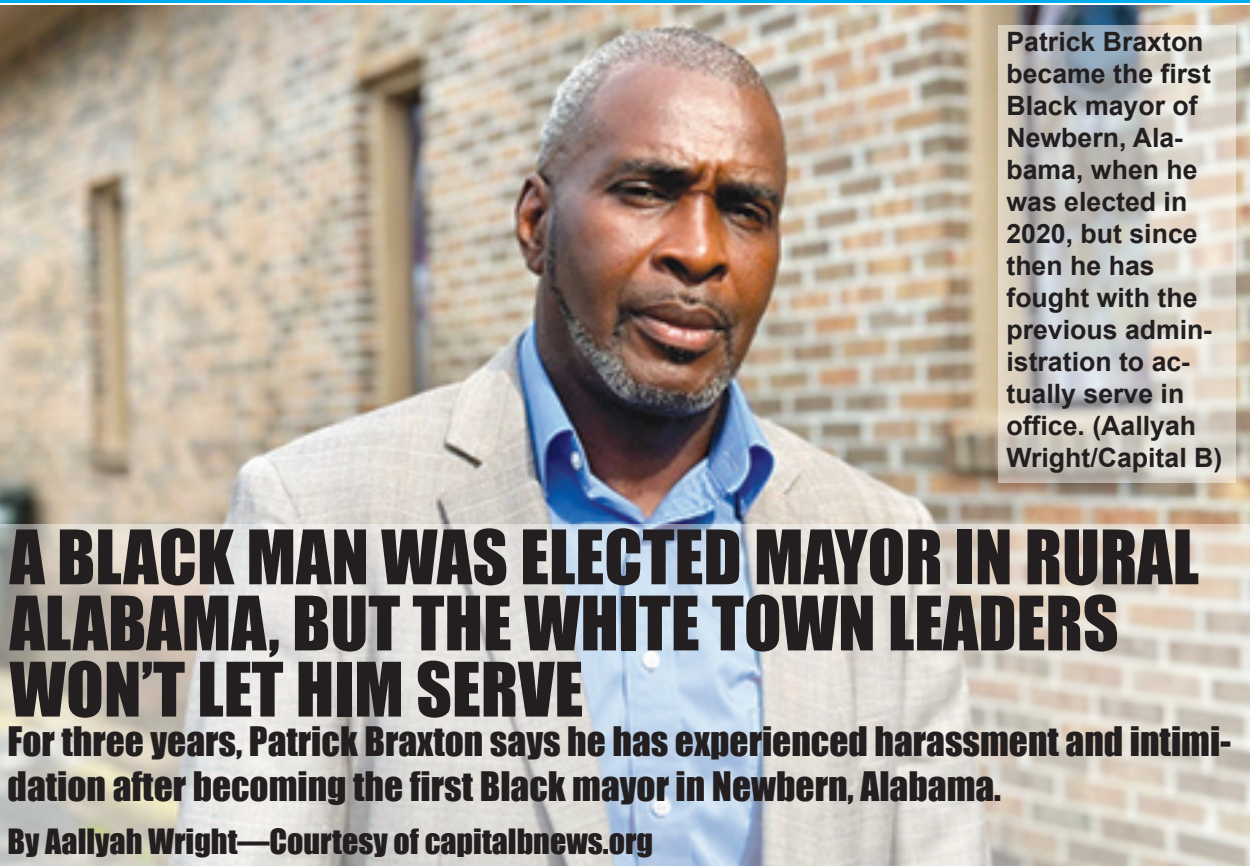 Patrick Braxton
became the first
Black mayor of
Newbern, Ala-
bama, when he
was elected in
2020, but since
then he has
fought with the
previous admin-
istration to ac-
tually serve in
office. (Aallyah
Wright/Capital B)
A BLACK MAN WAS ELECTED MAYOR IN RURAL
ALABAMA, BUT THE WHITE TOWN LEADERS
WON'T LET HIM SERVE
For three years, Patrick Braxton says he has experienced harassment and intimi-
dation after becoming the first Black mayor in Newbern, Alabama.
By Aallyah Wright—Courtesy of capitalbnews.org